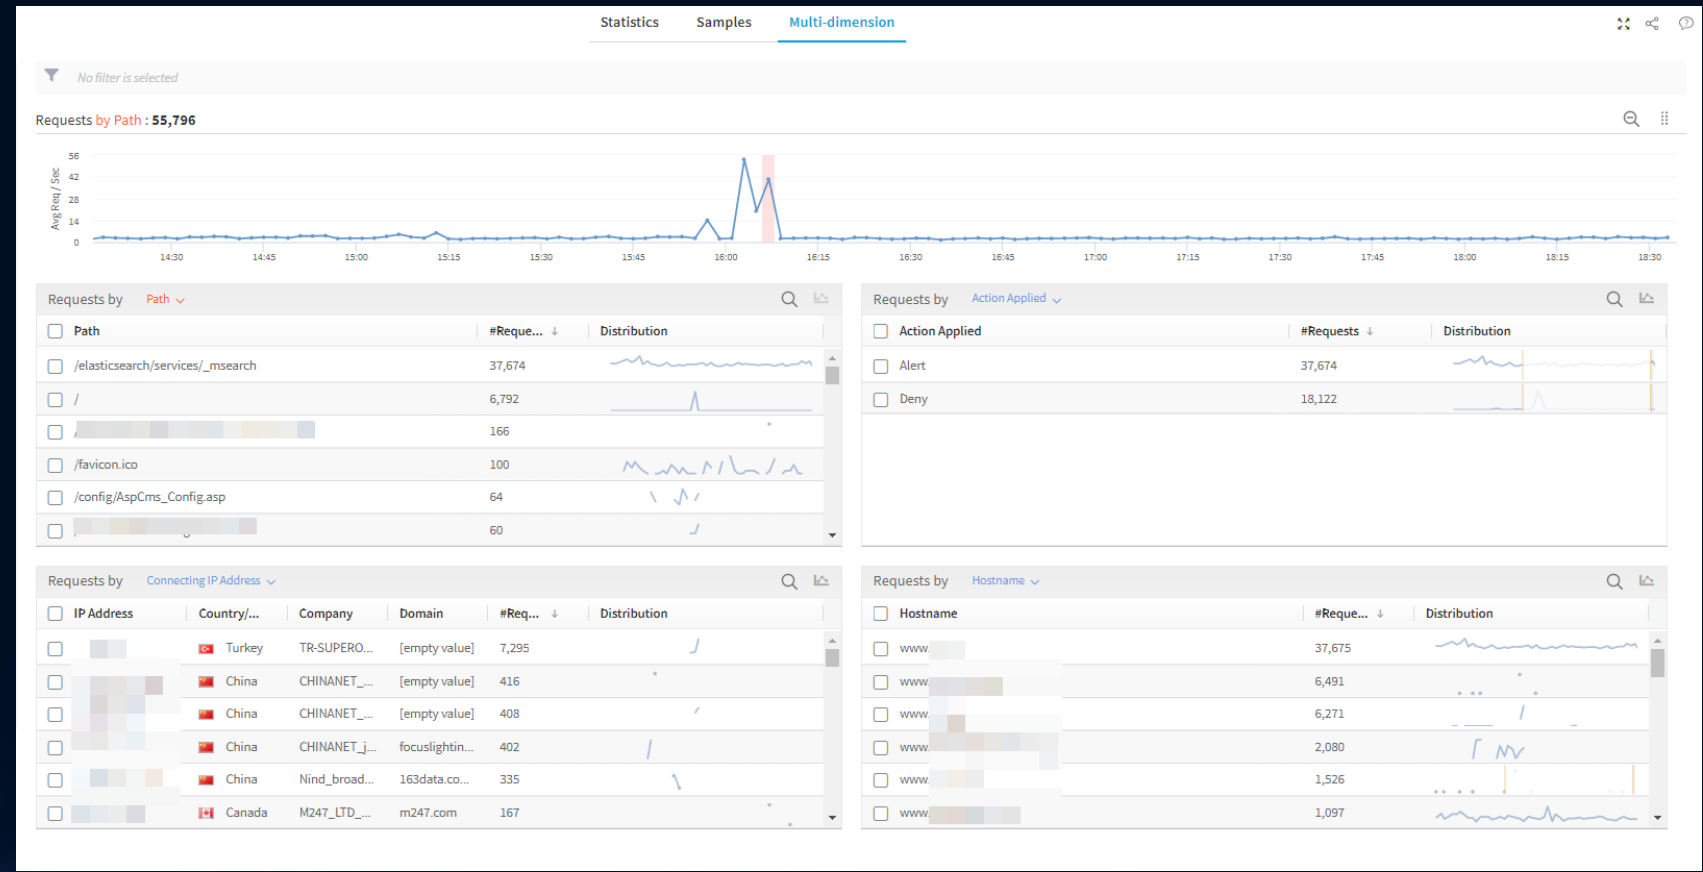 Statistics Samples Multi-dimension
No filter is selected
Requests by Path : 55,796
Avg Req / Sec
56
42
28
14
0
14:30 14:45 15:00 15:15 15:30 15:45 16:00 16:15 16:30 16:45 17:00 17:15 17:30 17:45 18:00 18:15 18:30
Requests by Path
Path #Reque... ↓ Distribution
/elasticsearch/services/_msearch 37,674
/ 6,792
166
/favicon.ico 100
/config/AspCms_Config.asp 64
60
Requests by Action Applied
Action Applied #Requests ↓ Distribution
Alert 37,674
Deny 18,122
Requests by Connecting IP Address
IP Address Country/... Company Domain #Req... ↓ Distribution
Turkey TR-SUPERO... [empty value] 7,295
China CHINANET_... [empty value] 416
China CHINANET_... [empty value] 408
China CHINANET_j... focuslightin... 402
China Nind_broad... 163data.co... 335
Canada M247_LTD_... m247.com 167
Requests by Hostname
Hostname #Reque... ↓ Distribution
www. 37,675
www. 6,491
www. 6,271
www. 2,080
www. 1,526
www. 1,097